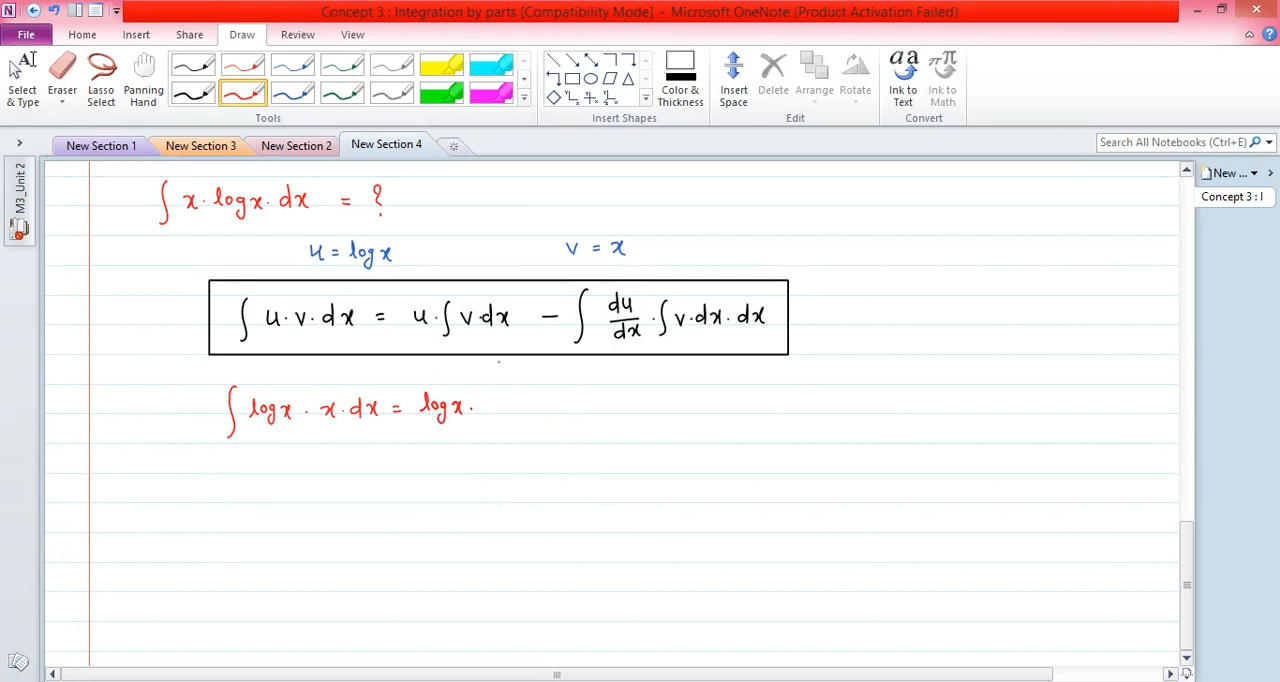 Concept 3 : Integration by parts [Compatibility Mode] - Microsoft OneNote (Product Activation Failed)
File Home Insert Share Draw Review View
Select & Type Eraser Lasso Select Panning Hand Color & Thickness Insert Space Delete Arrange Rotate Ink to Text Ink to Math
Tools Insert Shapes Edit Convert
New Section 1 New Section 3 New Section 2 New Section 4 Search All Notebooks (Ctrl+E)
M3_Unit 2
New ...
Concept 3 : I
∫ x · log x · dx = ?
u = log x v = x
∫ u · v · dx = u · ∫ v · dx − ∫ du/dx · ∫ v · dx · dx
∫ log x · x · dx = log x ·